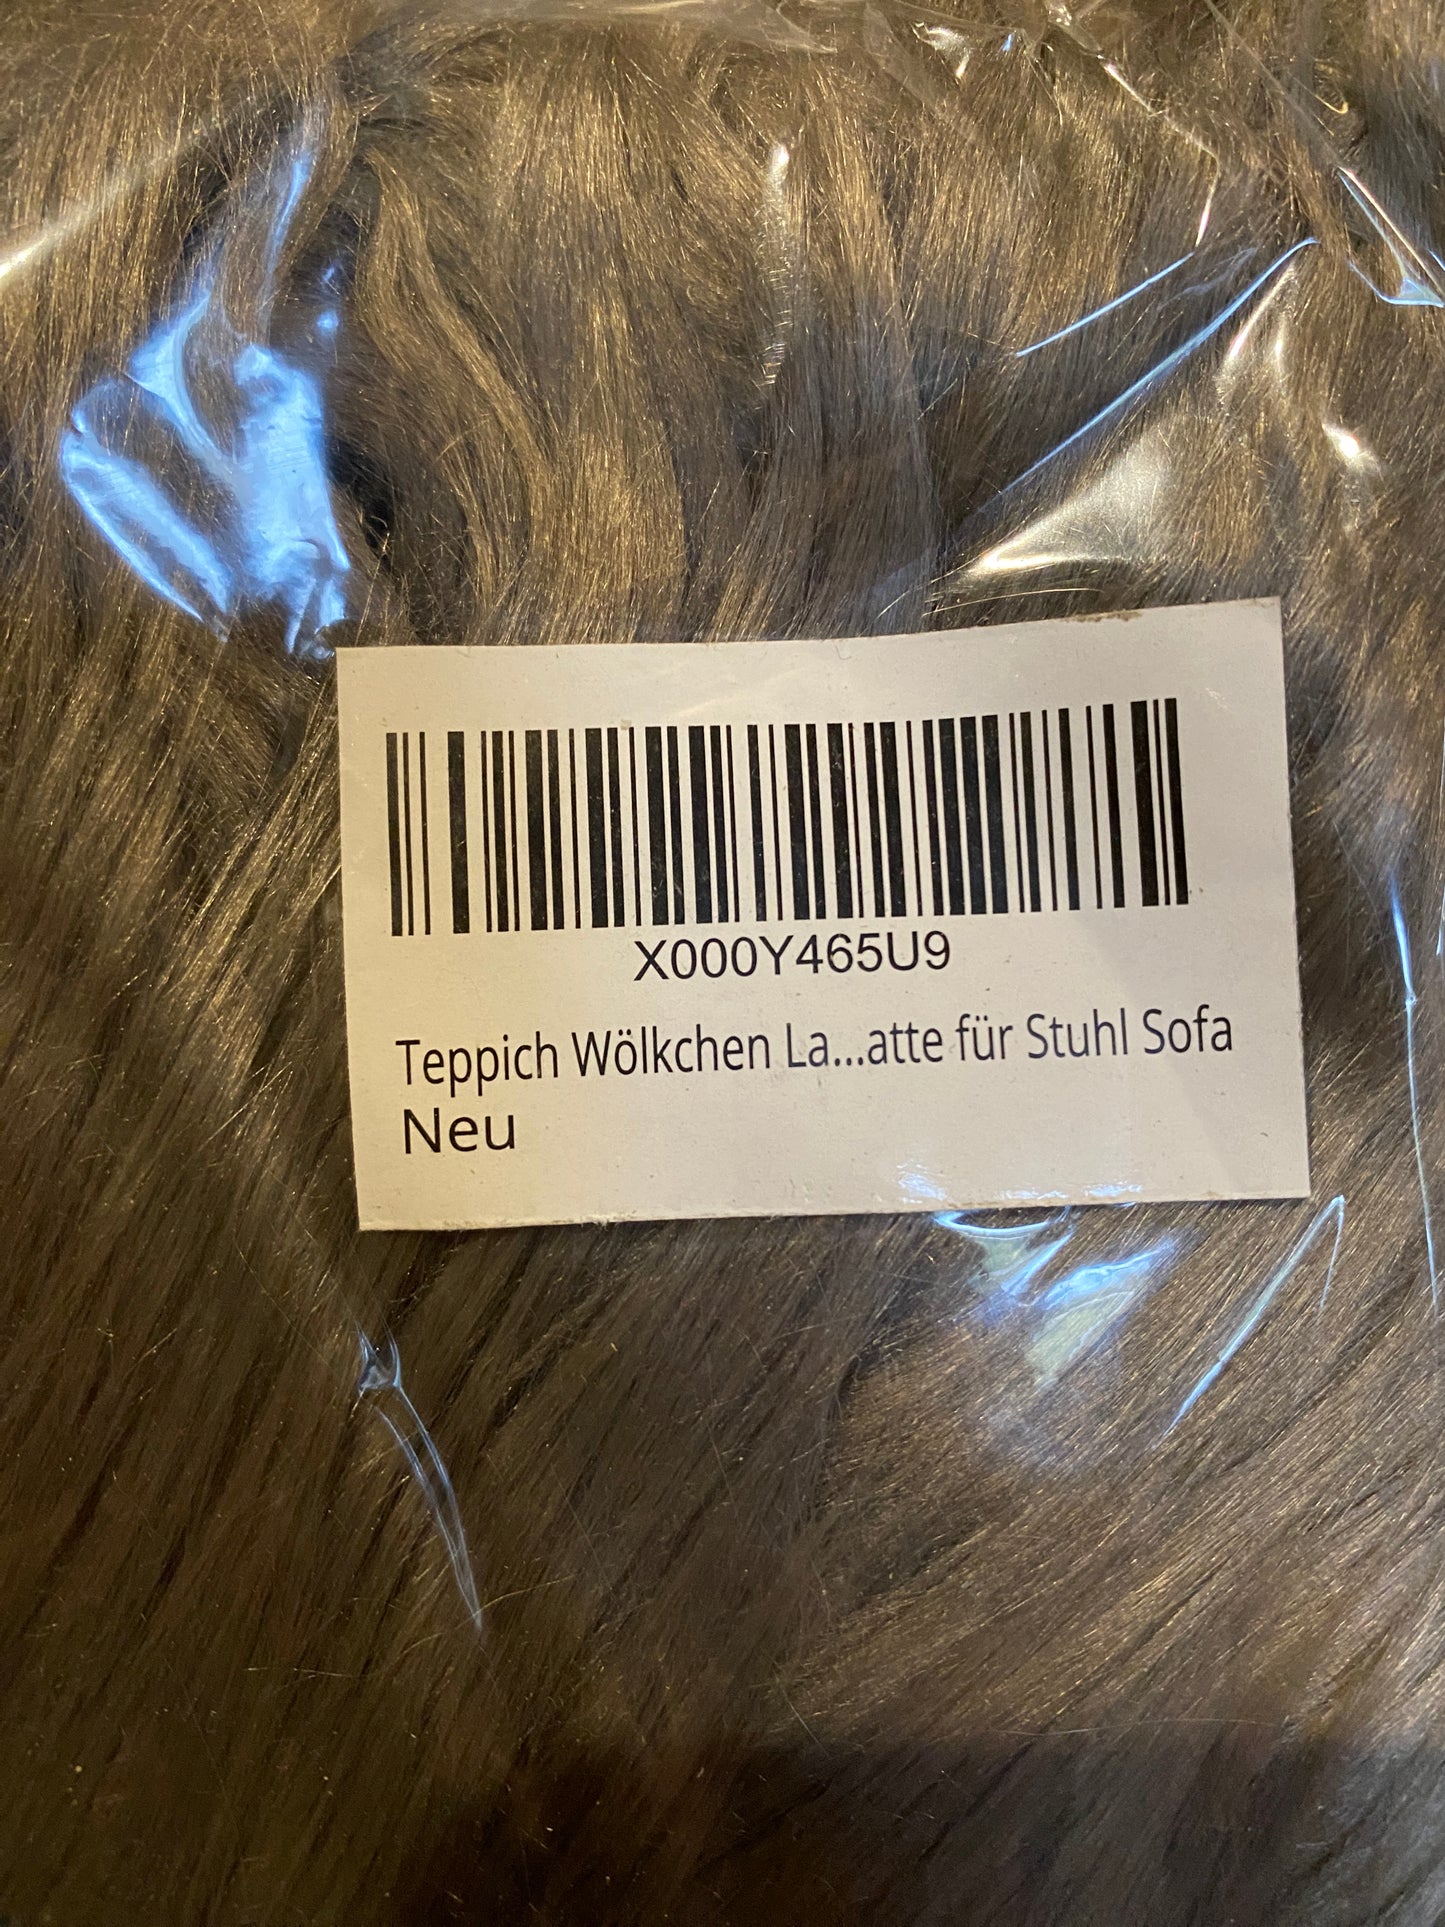 X000Y465U9
Teppich Wölkchen La...atte für Stuhl Sofa
Neu